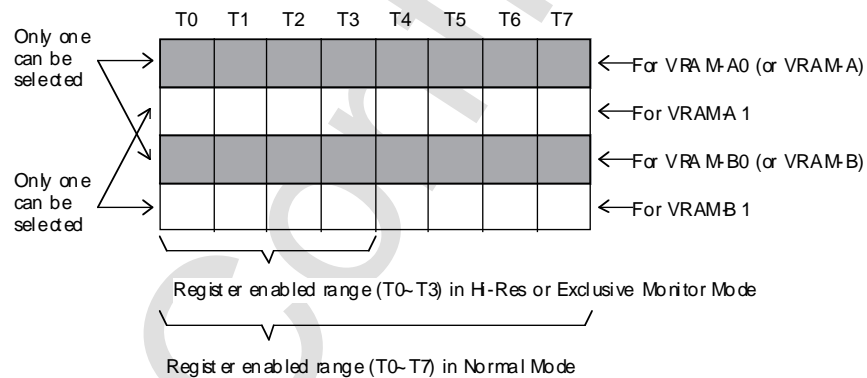 T0 T1 T2 T3 T4 T5 T6 T7
Only one
can be
selected
For VRAM-A0 (or VRAM-A)
For VRAM-A 1
For VRAM-B0 (or VRAM-B)
Only one
can be
selected
For VRAM-B 1
Register enabled range (T0~T3) in Hi-Res or Exclusive Monitor Mode
Register enabled range (T0~T7) in Normal Mode